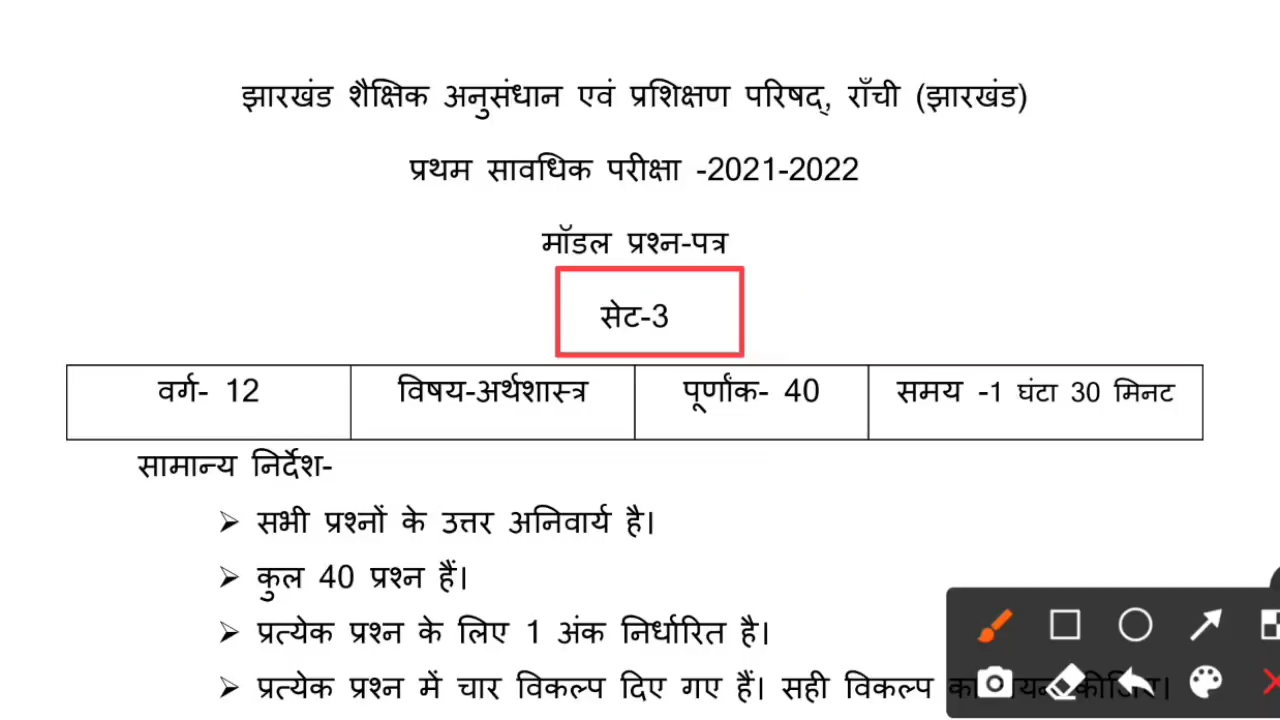 झारखंड शैक्षिक अनुसंधान एवं प्रशिक्षण परिषद्, राँची (झारखंड)
प्रथम सावधिक परीक्षा -2021-2022
मॉडल प्रश्न-पत्र
सेट-3
वर्ग- 12 विषय-अर्थशास्त्र पूर्णांक- 40 समय -1 घंटा 30 मिनट
सामान्य निर्देश-
➢ सभी प्रश्नों के उत्तर अनिवार्य है।
➢ कुल 40 प्रश्न हैं।
➢ प्रत्येक प्रश्न के लिए 1 अंक निर्धारित है।
➢ प्रत्येक प्रश्न में चार विकल्प दिए गए हैं। सही विकल्प